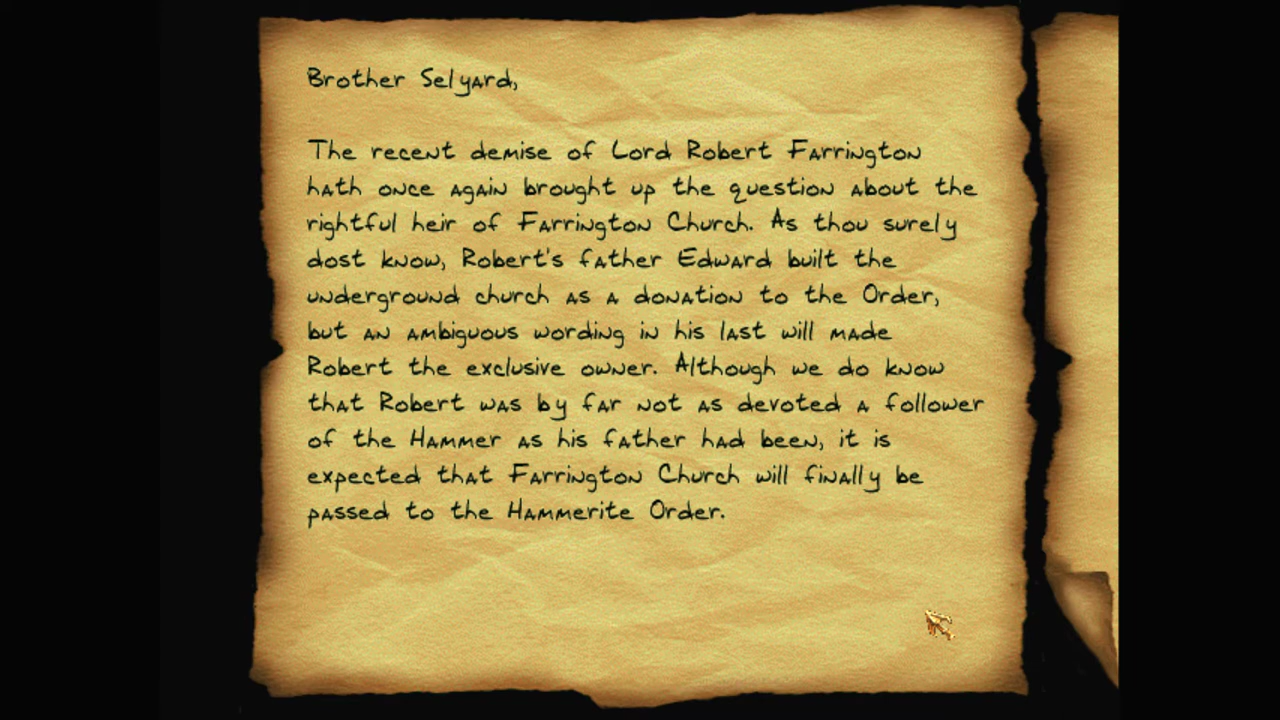 Brother Selyard,
The recent demise of Lord Robert Farrington
hath once again brought up the question about the
rightful heir of Farrington Church. As thou surely
dost know, Robert's father Edward built the
underground church as a donation to the Order,
but an ambiguous wording in his last will made
Robert the exclusive owner. Although we do know
that Robert was by far not as devoted a follower
of the Hammer as his father had been, it is
expected that Farrington Church will finally be
passed to the Hammerite Order.